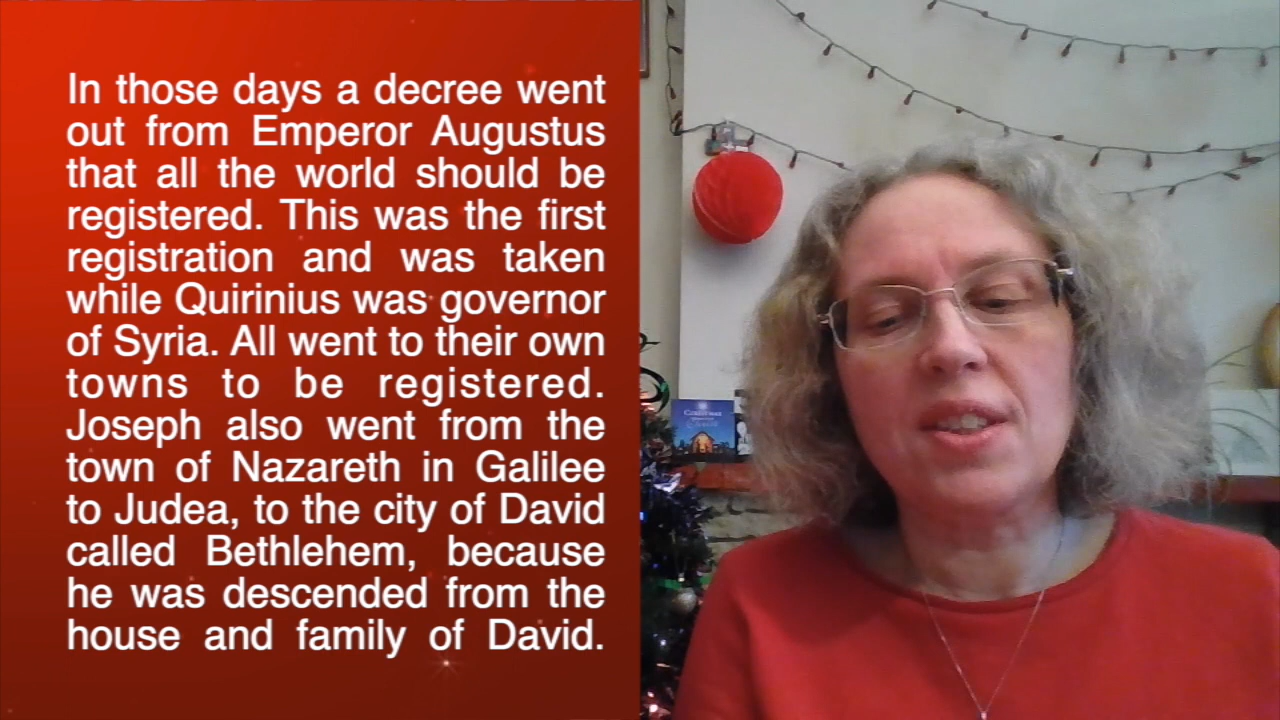 In those days a decree went
out from Emperor Augustus
that all the world should be
registered. This was the first
registration and was taken
while Quirinius was governor
of Syria. All went to their own
towns to be registered.
Joseph also went from the
town of Nazareth in Galilee
to Judea, to the city of David
called Bethlehem, because
he was descended from the
house and family of David.